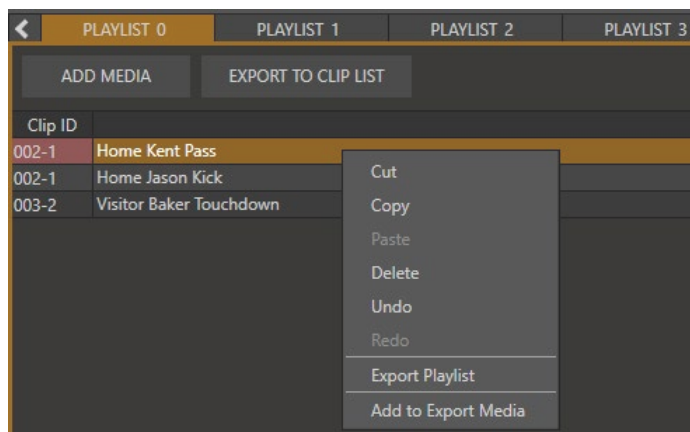 PLAYLIST 0 PLAYLIST 1 PLAYLIST 2 PLAYLIST 3
ADD MEDIA EXPORT TO CLIP LIST
Clip ID
002-1 Home Kent Pass
002-1 Home Jason Kick
003-2 Visitor Baker Touchdown
Cut
Copy
Paste
Delete
Undo
Redo
Export Playlist
Add to Export Media